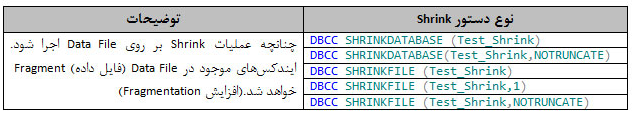 نوع دستور Shrink
توضیحات
DBCC SHRINKDATABASE (Test_Shrink)
DBCC SHRINKDATABASE(Test_Shrink,NOTRUNCATE)
DBCC SHRINKFILE (Test_Shrink)
DBCC SHRINKFILE (Test_Shrink,1)
DBCC SHRINKFILE (Test_Shrink,NOTRUNCATE)
چنانچه عملیات Shrink بر روی Data File اجرا شود.
ایندکس‌های موجود در Data File (فایل داده) Fragment
خواهد شد.(افزایش Fragmentation)